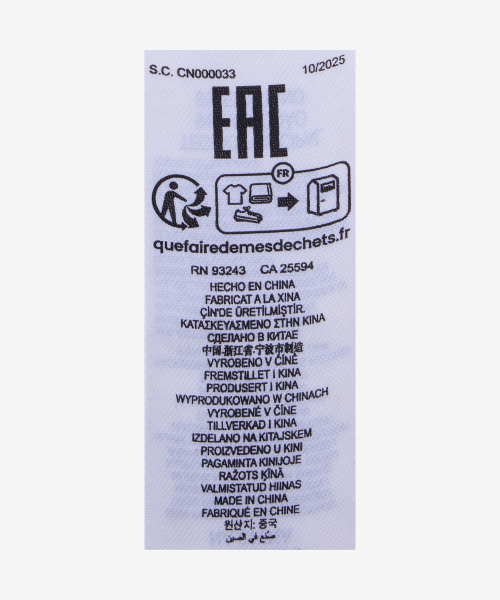 S.C. CN000033 10/2025
EAC
FR
quefairedemesdechets.fr
RN 93243 CA 25594
HECHO EN CHINA
FABRICAT A LA XINA
ÇİN'DE ÜRETİLMİŞTİR.
ΚΑΤΑΣΚΕΥΑΣΜΕΝΟ ΣΤΗΝ ΚΙΝΑ
СДЕЛАНО В КИТАЕ
中国.浙江省.宁波市制造
VYROBENO V ČÍNĚ
FREMSTILLET I KINA
PRODUSERT I KINA
WYPRODUKOWANO W CHINACH
VYROBENÉ V ČÍNE
TILLVERKAD I KINA
IZDELANO NA KITAJSKEM
PROIZVEDENO U KINI
PAGAMINTA KINIJOJE
RAŽOTS ĶĪNĀ
VALMISTATUD HIINAS
MADE IN CHINA
FABRIQUÉ EN CHINE
원산지: 중국
صنع في الصين